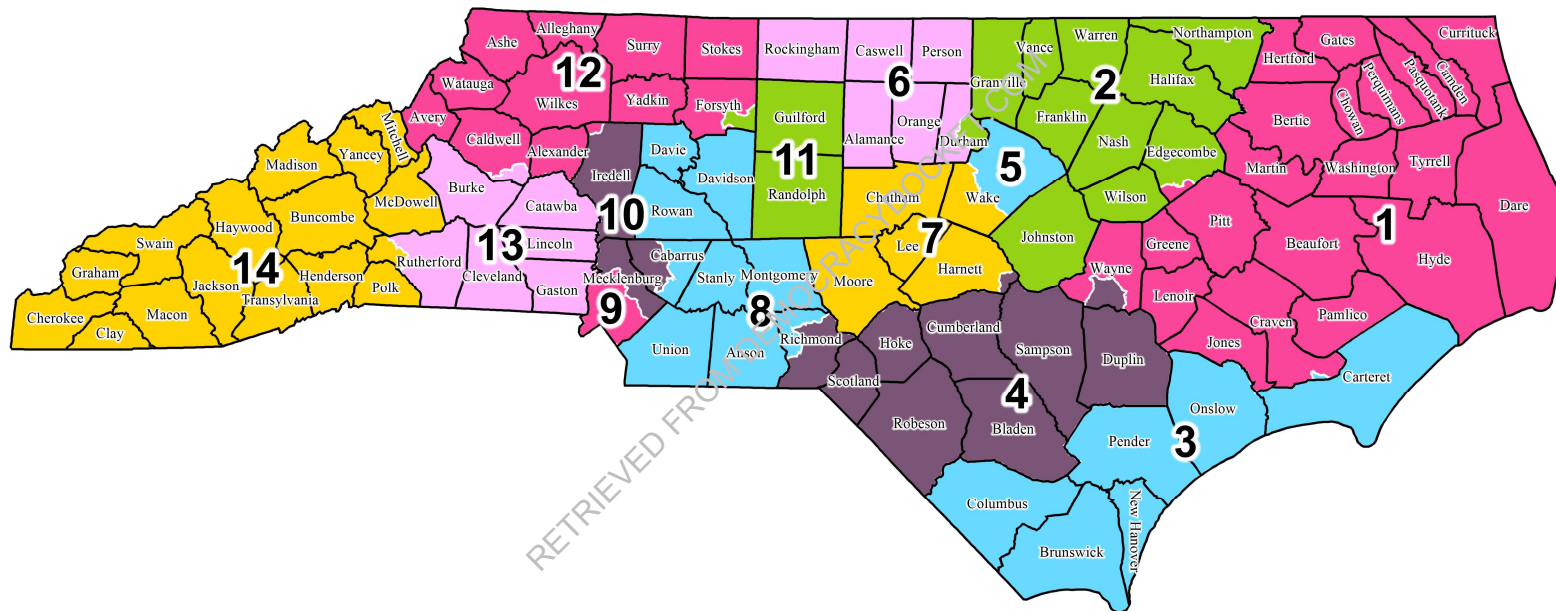 Alleghany
Ashe
Surry
Stokes
Rockingham
Caswell
Person
Vance
Warren
Northampton
Gates
Currituck
Hertford
Camden
Pasquotank
Perquimans
Chowan
12
6
2
Watauga
Wilkes
Yadkin
Forsyth
Granville
Halifax
Guilford
Franklin
Bertie
Avery
Caldwell
Alexander
Alamance
Orange
Durham
Nash
Edgecombe
Mitchell
Yancey
Madison
Davie
Davidson
Iredell
11
5
Martin
Washington
Tyrrell
Dare
Burke
McDowell
Catawba
Rowan
Randolph
Chatham
Wake
Wilson
10
Haywood
Buncombe
Swain
Lincoln
13
7
Pitt
1
Johnston
Greene
Beaufort
Hyde
Graham
14
Jackson
Henderson
Rutherford
Cleveland
Gaston
Cabarrus
Mecklenburg
Stanly
Montgomery
Moore
Lee
Harnett
Wayne
Lenoir
Polk
Transylvania
Macon
Cherokee
Clay
9
8
Union
Anson
Richmond
Hoke
Cumberland
Sampson
Duplin
Jones
Craven
Pamlico
Carteret
Scotland
4
Robeson
Bladen
Onslow
Pender
3
Columbus
Brunswick
New Hanover
RETRIEVED FROM DEMOCRACYDOCKET.COM